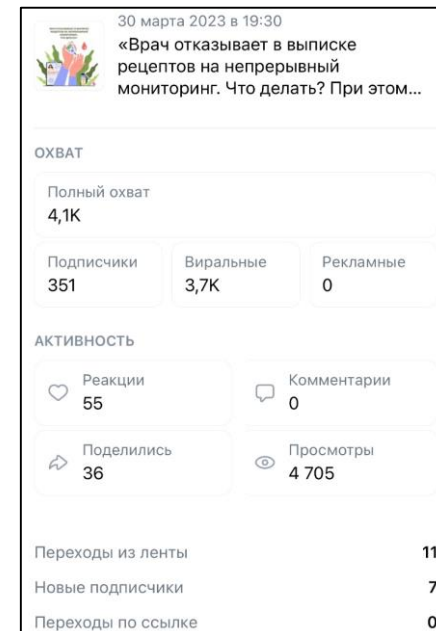 30 марта 2023 в 19:30
«Врач отказывает в выписке
рецептов на непрерывный
мониторинг. Что делать? При этом...
ОХВАТ
Полный охват
4,1K
Подписчики
351
Виральные
3,7K
Рекламные
0
АКТИВНОСТЬ
Реакции
55
Комментарии
0
Поделились
36
Просмотры
4 705
Переходы из ленты 11
Новые подписчики 7
Переходы по ссылке 0